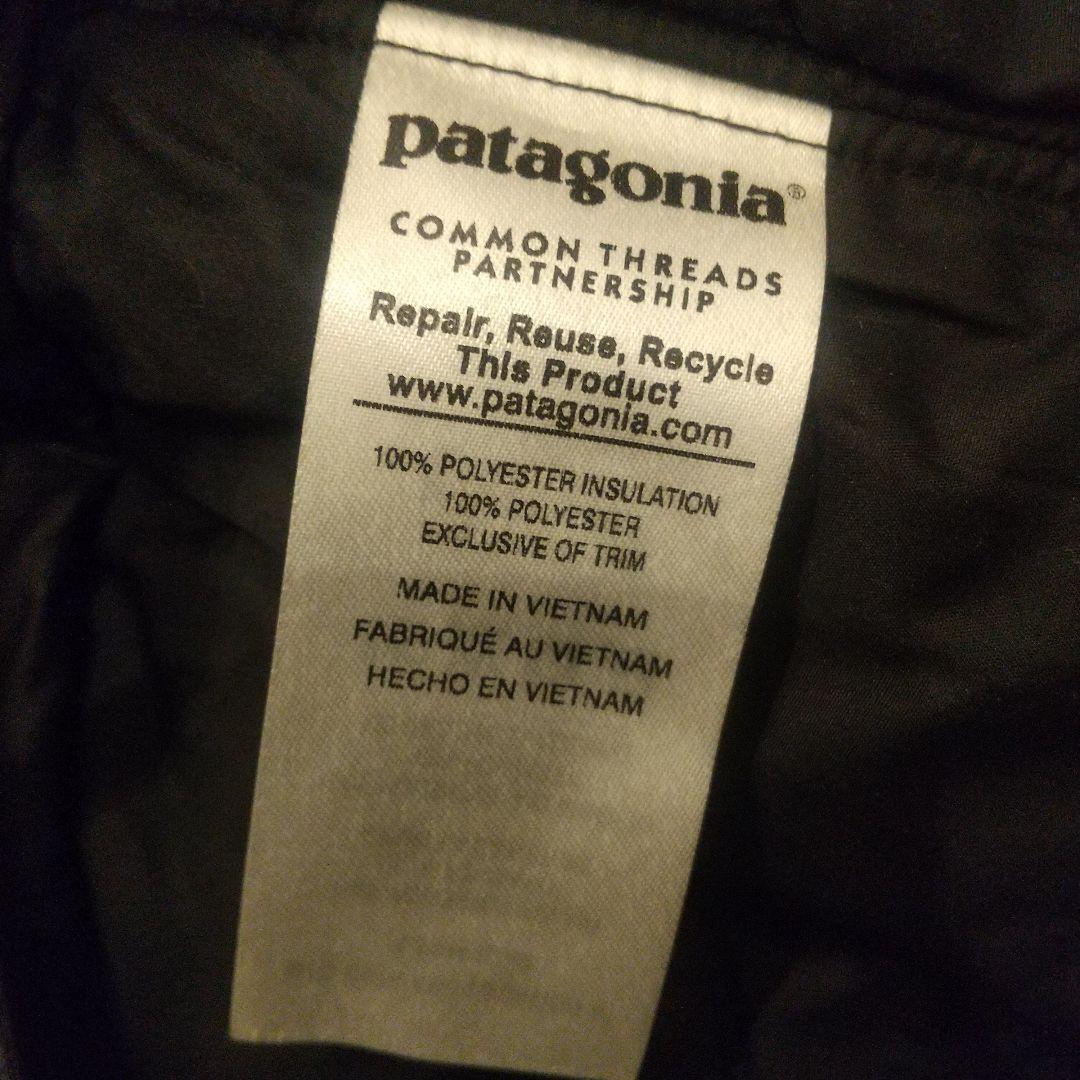 patagonia®
COMMON THREADS
PARTNERSHIP
Repair, Reuse, Recycle
This Product
www.patagonia.com
100% POLYESTER INSULATION
100% POLYESTER
EXCLUSIVE OF TRIM
MADE IN VIETNAM
FABRIQUÉ AU VIETNAM
HECHO EN VIETNAM